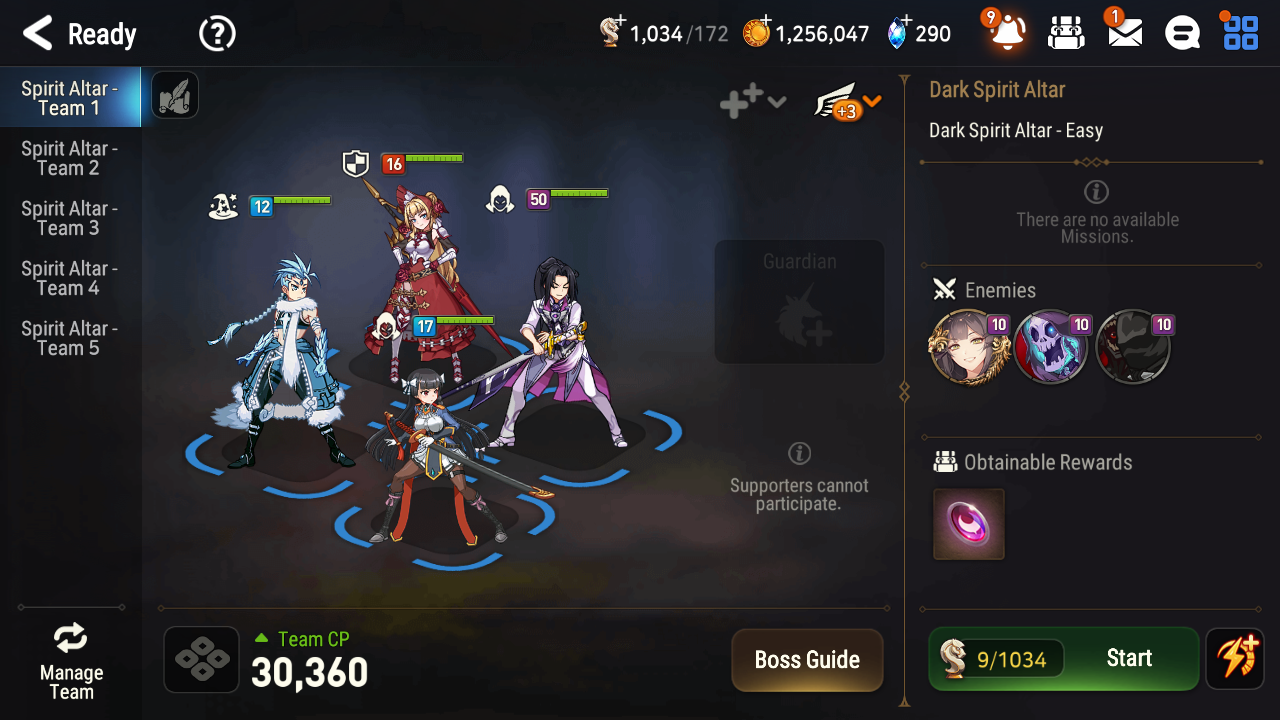 Ready
?
1,034/172
1,256,047
290
9
1
Spirit Altar -
Team 1
Spirit Altar -
Team 2
Spirit Altar -
Team 3
Spirit Altar -
Team 4
Spirit Altar -
Team 5
+3
16
12
50
17
Guardian
Supporters cannot
participate.
Dark Spirit Altar
Dark Spirit Altar - Easy
There are no available
Missions.
Enemies
10
10
10
Obtainable Rewards
Manage
Team
Team CP
30,360
Boss Guide
9/1034
Start